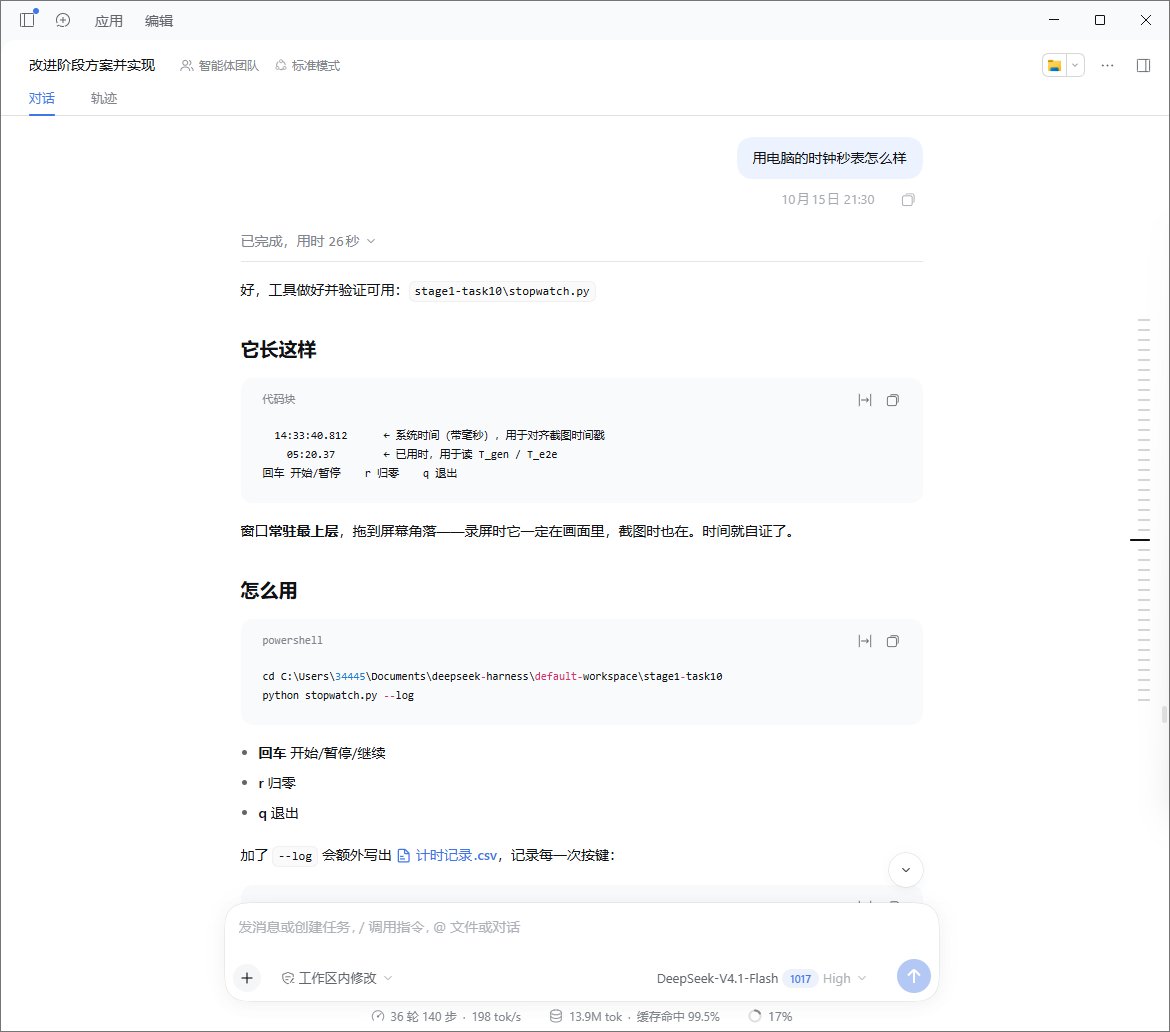 应用 编辑
改进阶段方案并实现 智能体团队 标准模式
对话 轨迹
用电脑的时钟秒表怎么样
10月15日 21:30
已完成，用时 26秒
好，工具做好并验证可用： stage1-task10\stopwatch.py
它长这样
代码块
14:33:40.812 ← 系统时间（带毫秒），用于对齐截图时间戳
05:20.37 ← 已用时，用于读 T_gen / T_e2e
回车 开始/暂停 r 归零 q 退出
窗口常驻最上层，拖到屏幕角落——录屏时它一定在画面里，截图时也在。时间就自证了。
怎么用
powershell
cd C:\Users\34445\Documents\deepseek-harness\default-workspace\stage1-task10
python stopwatch.py --log
• 回车 开始/暂停/继续
• r 归零
• q 退出
加了 --log 会额外写出 计时记录.csv，记录每一次按键：
发消息或创建任务，/ 调用指令，@ 文件或对话
工作区内修改 DeepSeek-V4.1-Flash 1017 High
36 轮 140 步 · 198 tok/s 13.9M tok · 缓存命中 99.5% 17%